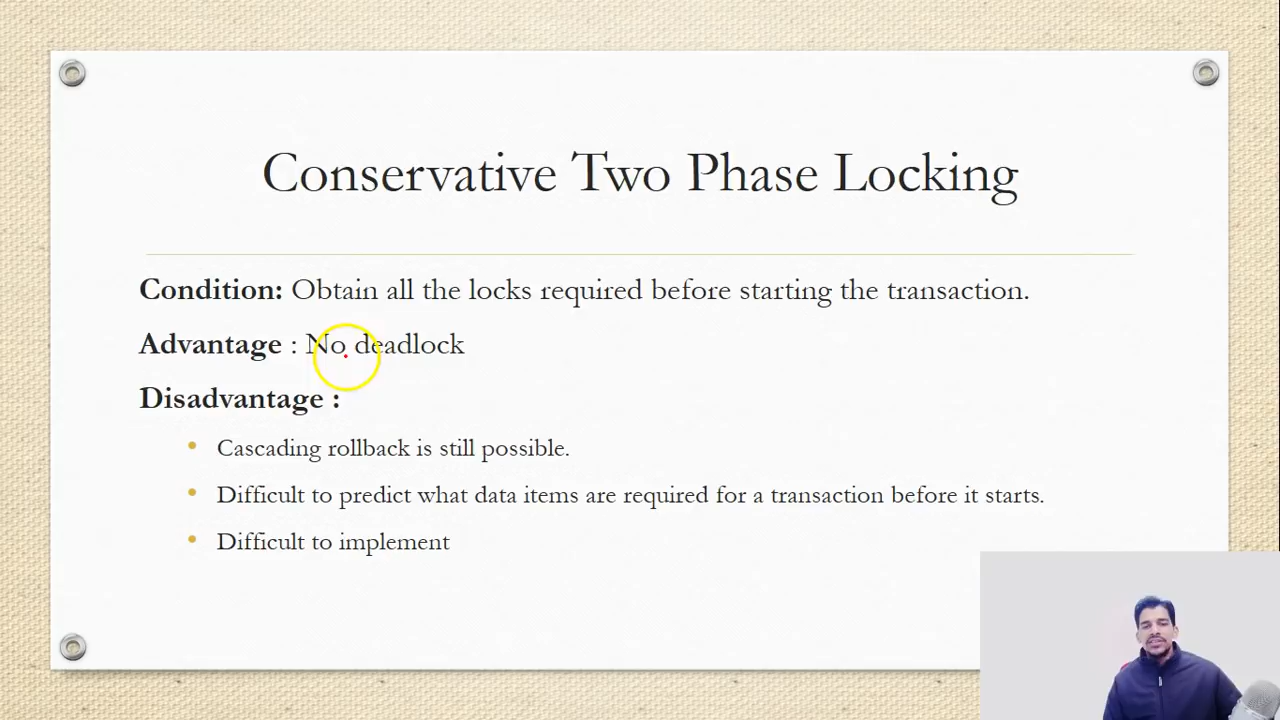 Conservative Two Phase Locking
Condition: Obtain all the locks required before starting the transaction.
Advantage : No deadlock
Disadvantage :
• Cascading rollback is still possible.
• Difficult to predict what data items are required for a transaction before it starts.
• Difficult to implement